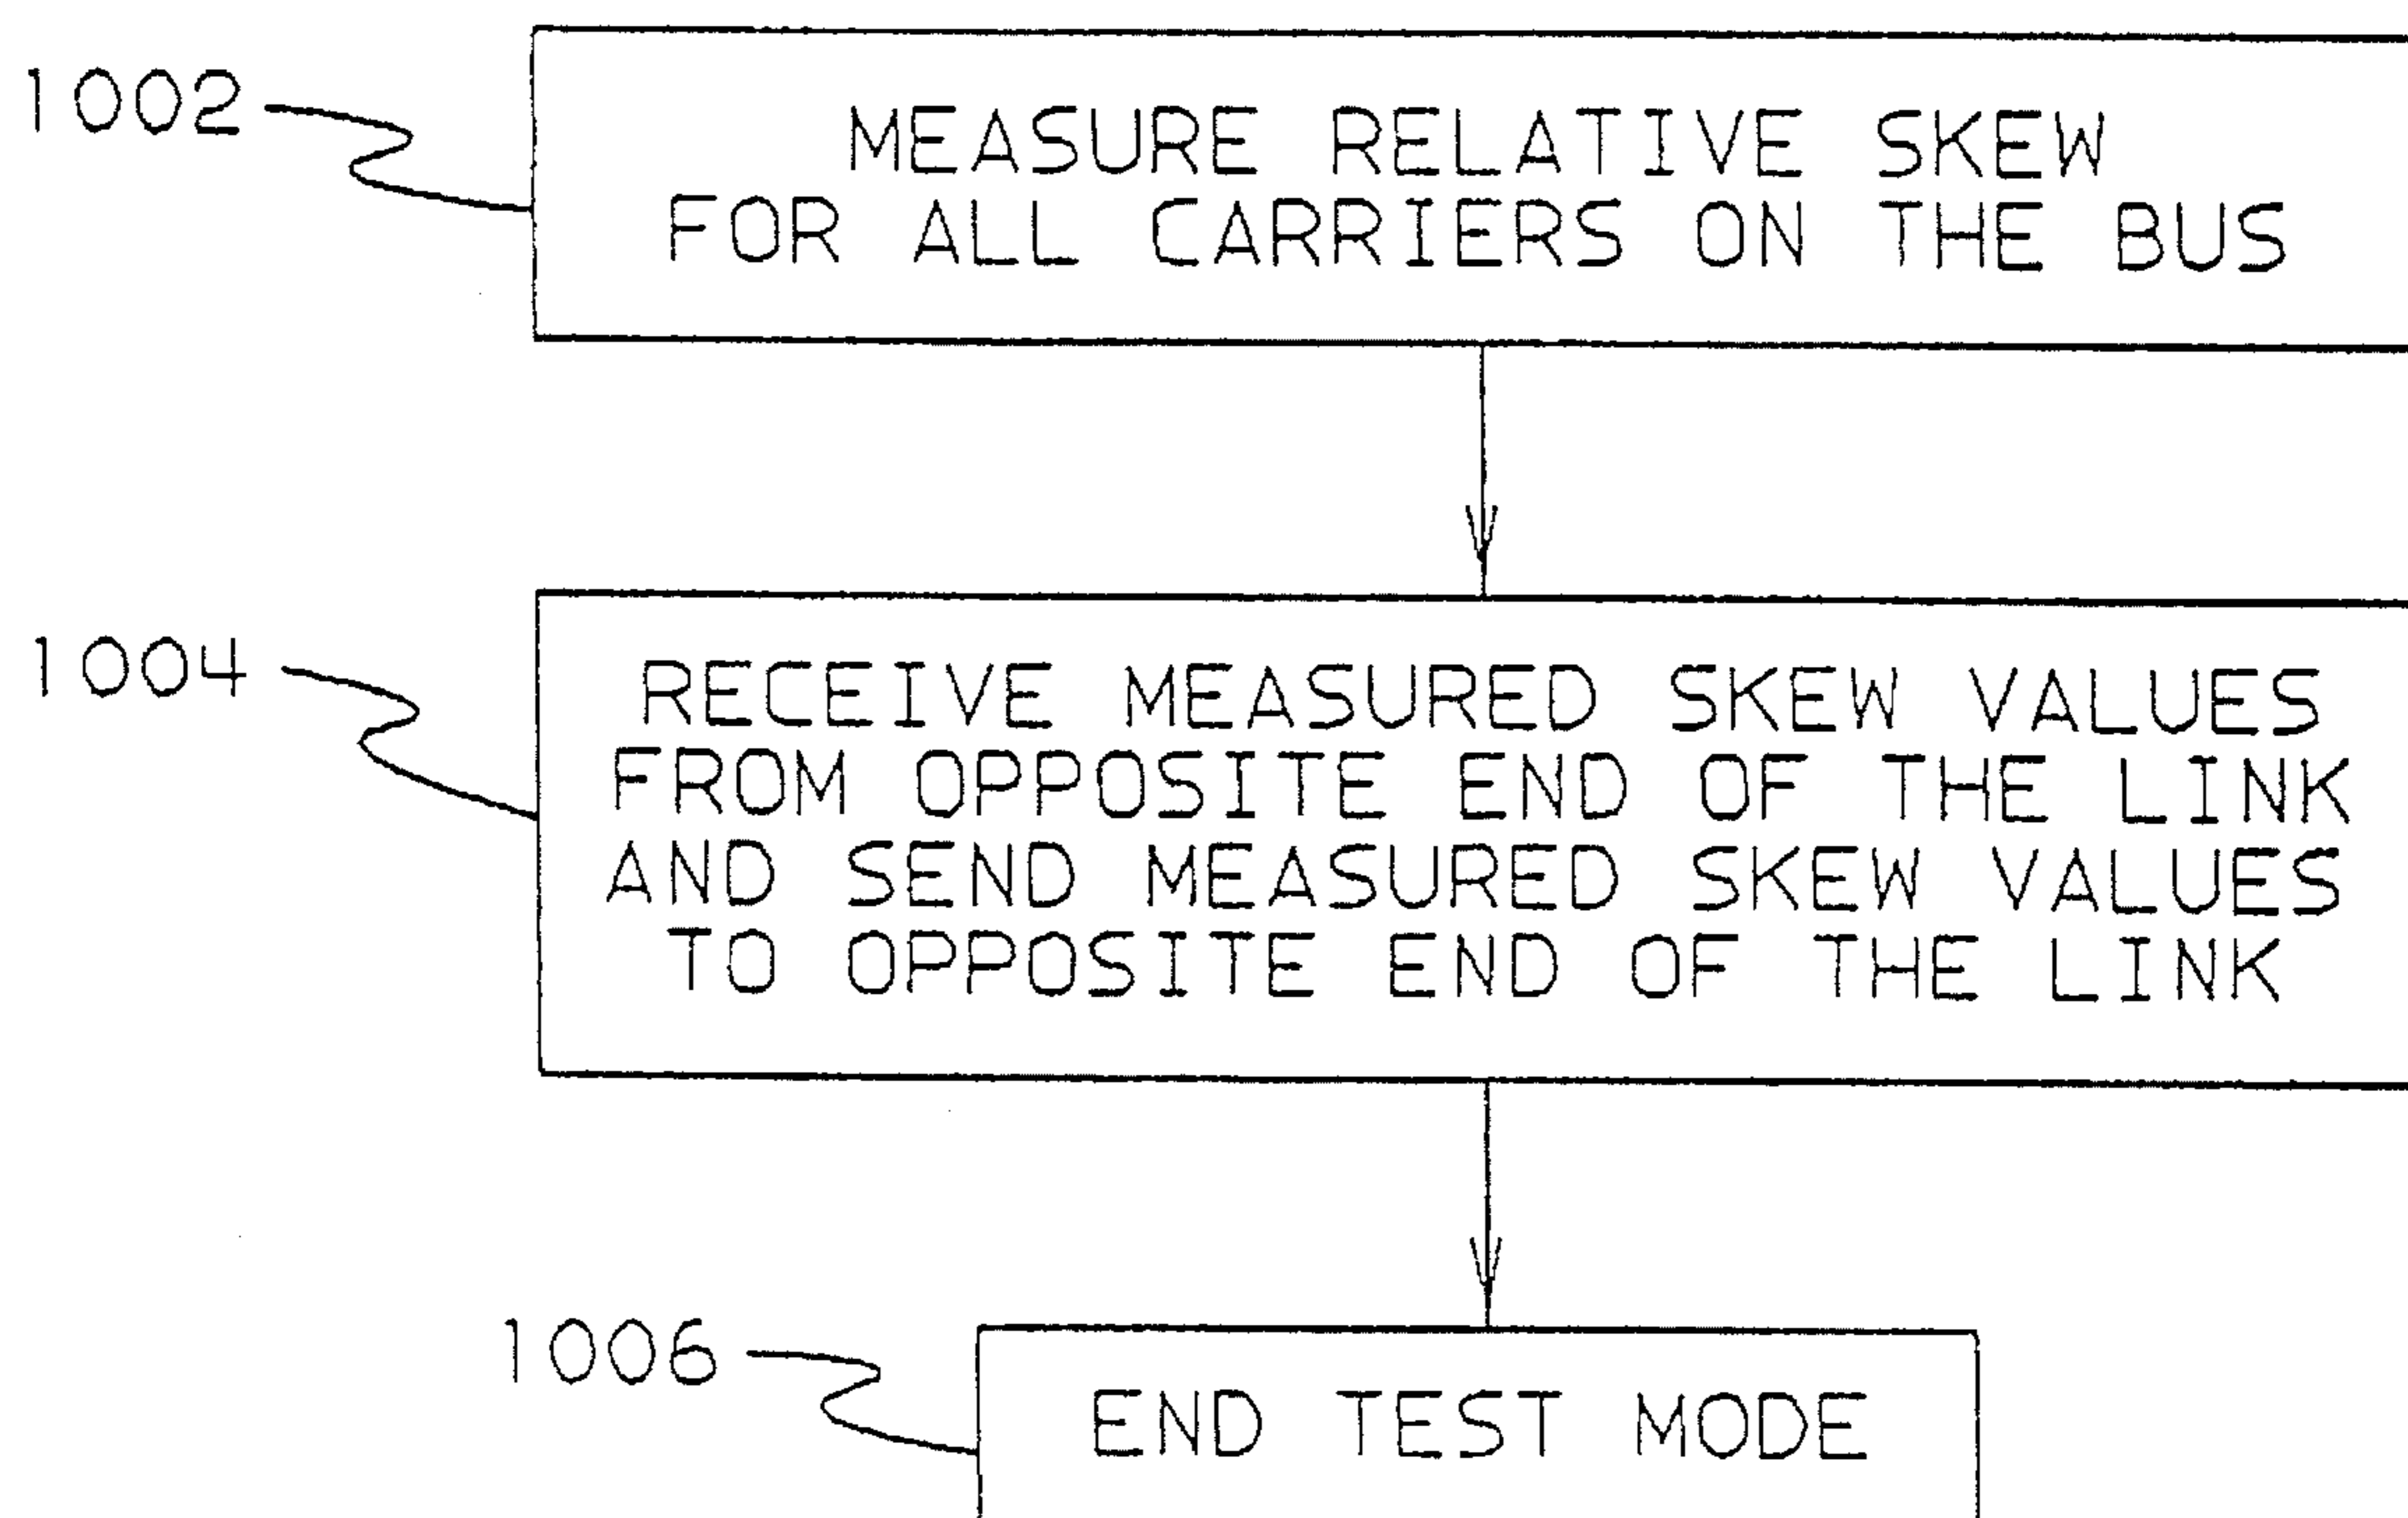 1002
MEASURE RELATIVE SKEW
FOR ALL CARRIERS ON THE BUS
1004
RECEIVE MEASURED SKEW VALUES
FROM OPPOSITE END OF THE LINK
AND SEND MEASURED SKEW VALUES
TO OPPOSITE END OF THE LINK
1006
END TEST MODE